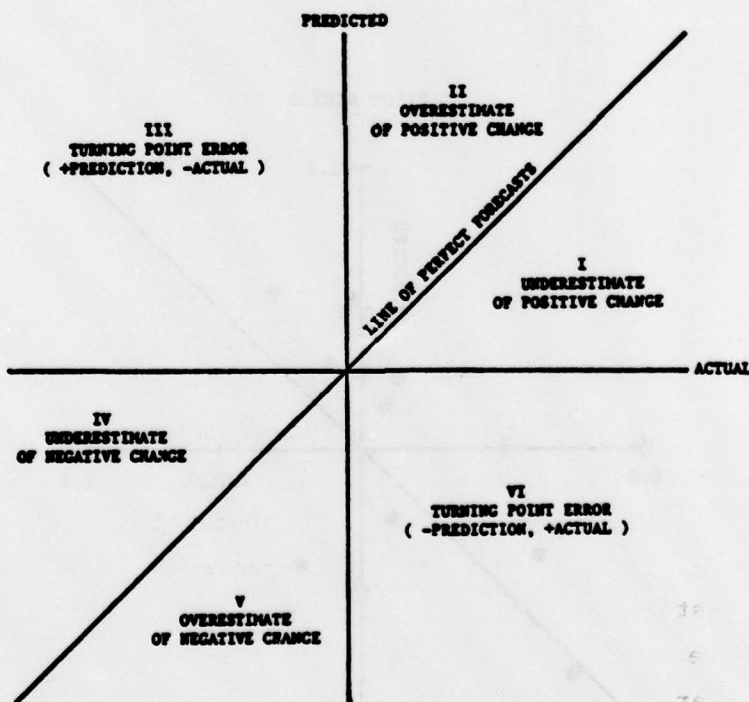 PREDICTED
II
OVERESTIMATE
OF POSITIVE CHANGE
III
TURNING POINT ERROR
( +PREDICTION, -ACTUAL )
LINE OF PERFECT FORECASTS
I
UNDERESTIMATE
OF POSITIVE CHANGE
ACTUAL
IV
UNDERESTIMATE
OF NEGATIVE CHANGE
VI
TURNING POINT ERROR
( -PREDICTION, +ACTUAL )
V
OVERESTIMATE
OF NEGATIVE CHANGE